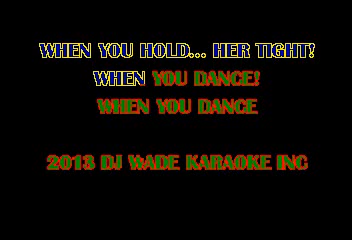 WHEN YOU HOLD... HER TIGHT!
WHEN YOU DANCE!
WHEN YOU DANCE
2013 DJ WADE KARAOKE INC